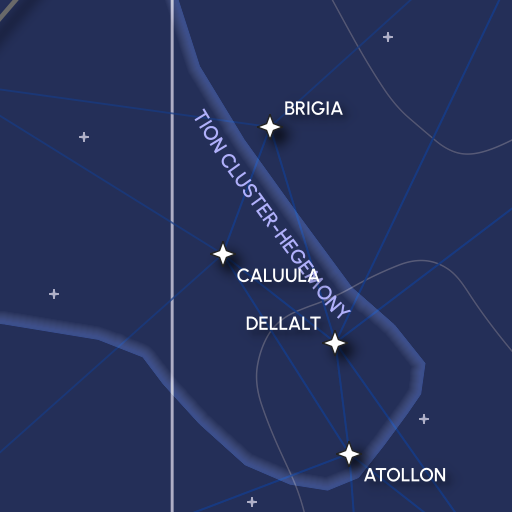 BRIGIA
TION CLUSTER-HEGEMONY
CALUULA
DELLALT
ATOLLON